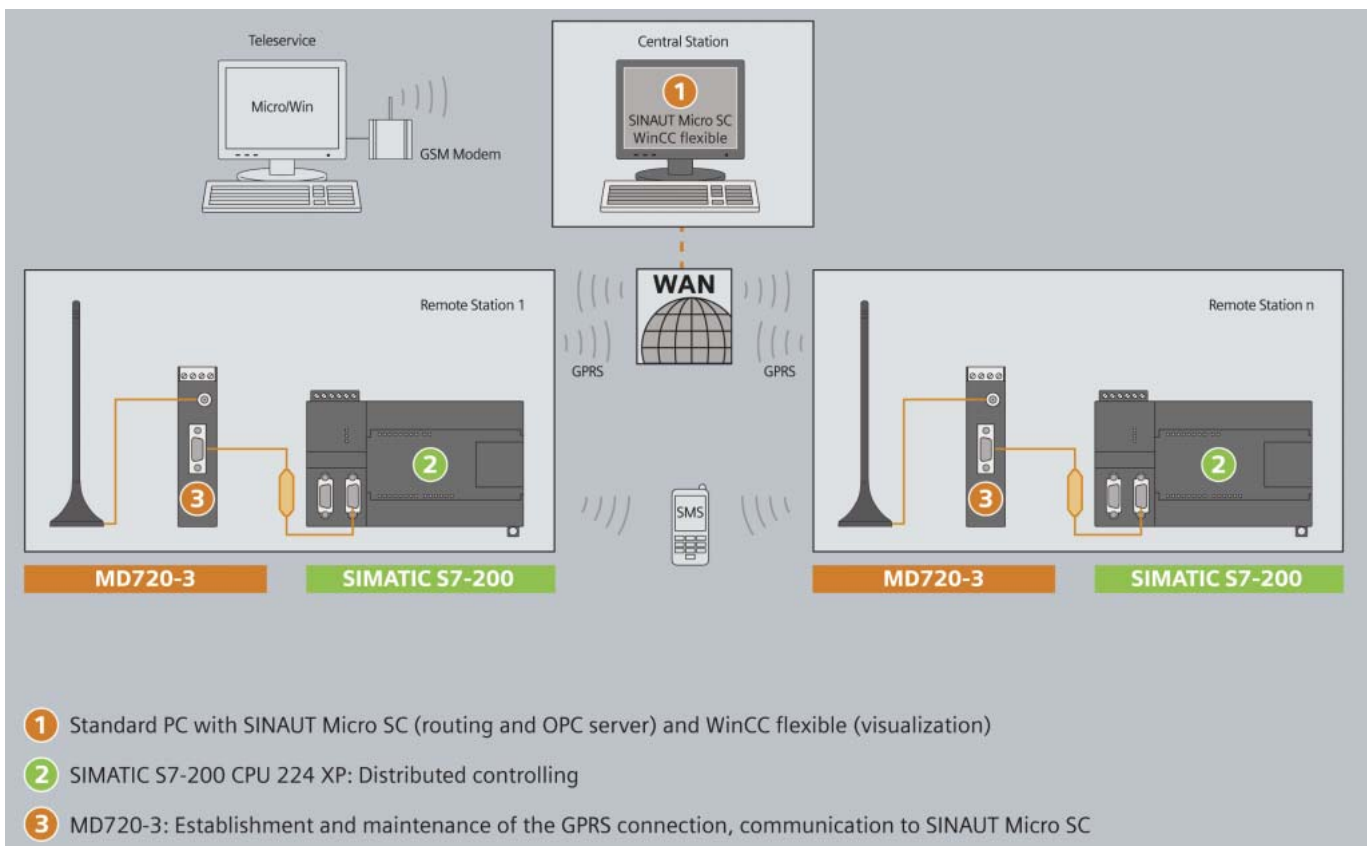 Teleservice
Central Station
Micro/Win
GSM Modem
1
SINAUT Micro SC
WinCC flexible
WAN
Remote Station 1
Remote Station n
GPRS
GPRS
2
3
SMS
2
3
MD720-3
SIMATIC S7-200
MD720-3
SIMATIC S7-200
1 Standard PC with SINAUT Micro SC (routing and OPC server) and WinCC flexible (visualization)
2 SIMATIC S7-200 CPU 224 XP: Distributed controlling
3 MD720-3: Establishment and maintenance of the GPRS connection, communication to SINAUT Micro SC